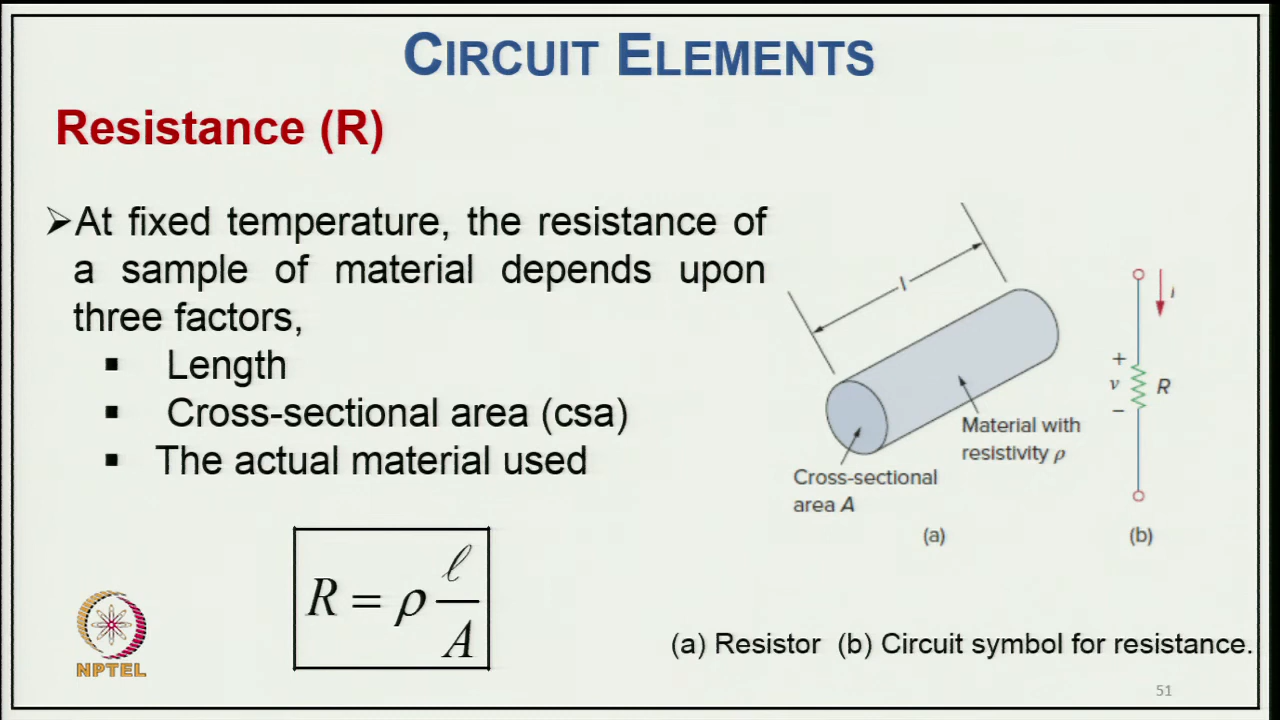 CIRCUIT ELEMENTS
Resistance (R)
➢At fixed temperature, the resistance of
a sample of material depends upon
three factors,
▪ Length
▪ Cross-sectional area (csa)
▪ The actual material used
R = ρ ℓ / A
l
Material with
resistivity ρ
Cross-sectional
area A
(a)
i
+
v
R
−
(b)
(a) Resistor (b) Circuit symbol for resistance.
NPTEL
51